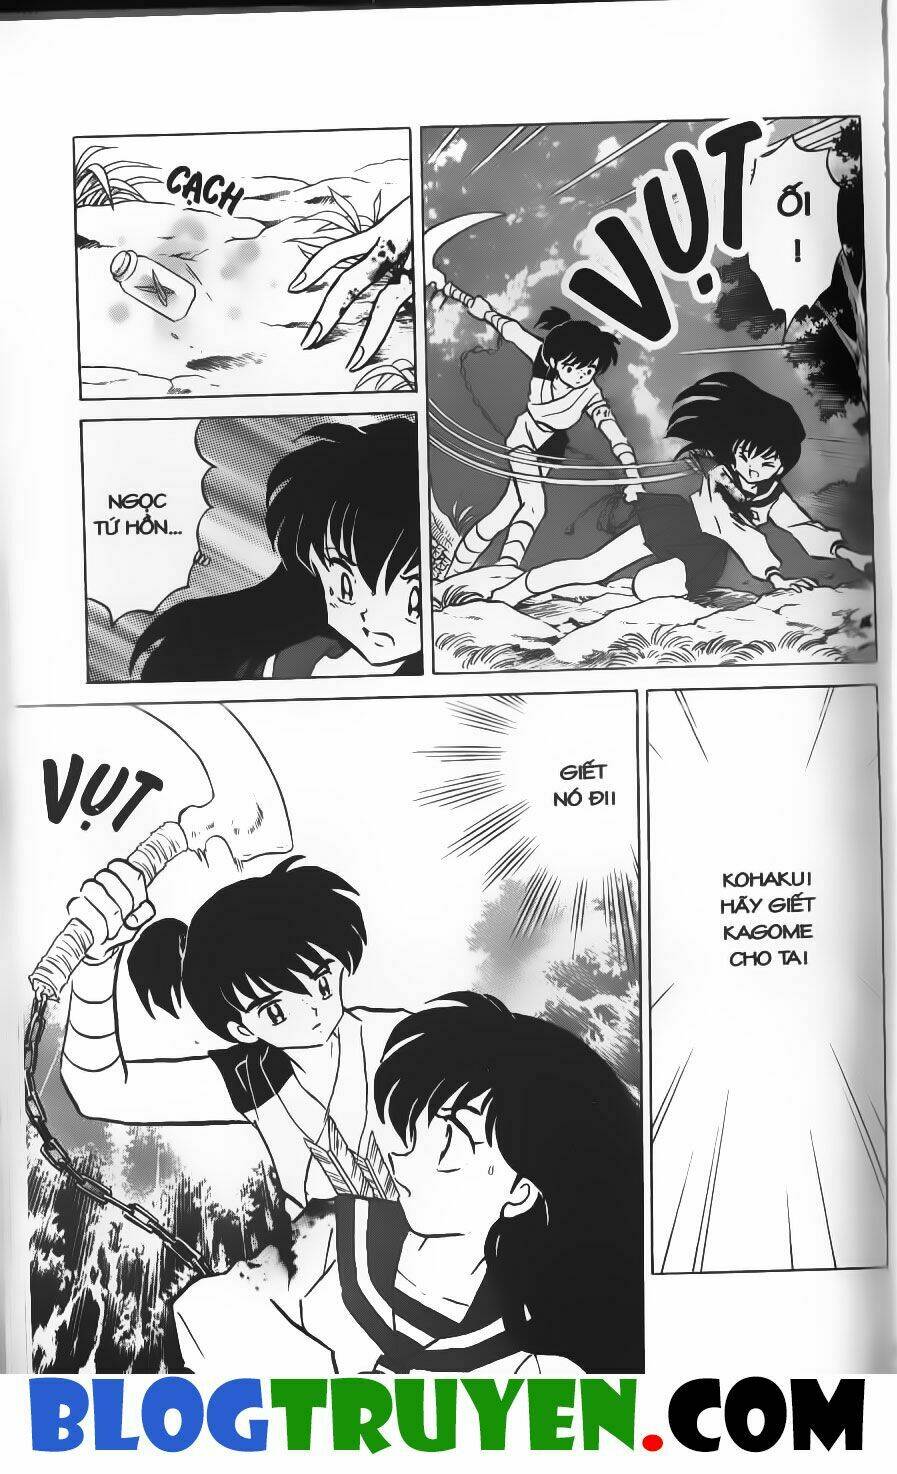 VỤT
ỐI
!
CẠCH
NGỌC
TỨ HỒN...
KOHAKU!
HÃY GIẾT
KAGOME
CHO TA!
GIẾT
NÓ ĐI!
VỤT
BLOGTRUYEN.COM